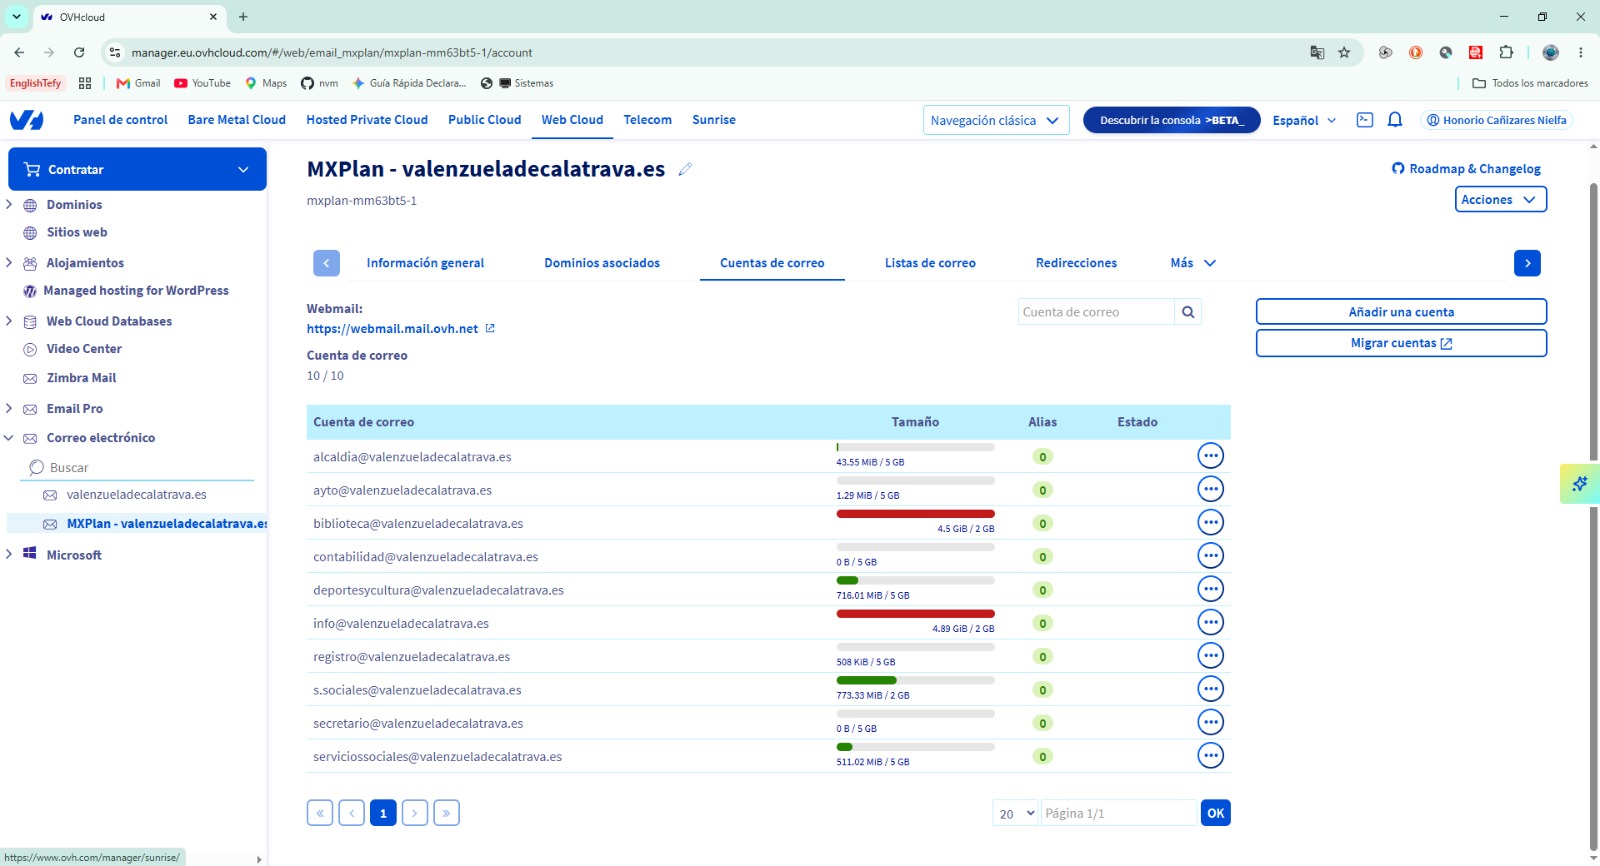 OVHcloud
manager.eu.ovhcloud.com/#/web/email_mxplan/mxplan-mm63bt5-1/account
EnglishTefy
Gmail
YouTube
Maps
nvm
Guía Rápida Declara...
Sistemas
Todos los marcadores
Panel de control
Bare Metal Cloud
Hosted Private Cloud
Public Cloud
Web Cloud
Telecom
Sunrise
Navegación clásica
Descubrir la consola >BETA_
Español
Honorio Cañizares Nielfa
Contratar
Dominios
Sitios web
Alojamientos
Managed hosting for WordPress
Web Cloud Databases
Video Center
Zimbra Mail
Email Pro
Correo electrónico
Buscar
valenzueladecalatrava.es
MXPlan - valenzueladecalatrava.es
Microsoft
MXPlan - valenzueladecalatrava.es
mxplan-mm63bt5-1
Roadmap & Changelog
Acciones
Información general
Dominios asociados
Cuentas de correo
Listas de correo
Redirecciones
Más
Webmail:
https://webmail.mail.ovh.net
Cuenta de correo
10 / 10
Cuenta de correo
Añadir una cuenta
Migrar cuentas
Cuenta de correo Tamaño Alias Estado
alcaldia@valenzueladecalatrava.es 43.55 MiB / 5 GB 0
ayto@valenzueladecalatrava.es 1.29 MiB / 5 GB 0
biblioteca@valenzueladecalatrava.es 4.5 GiB / 2 GB 0
contabilidad@valenzueladecalatrava.es 0 B / 5 GB 0
deportesycultura@valenzueladecalatrava.es 716.01 MiB / 5 GB 0
info@valenzueladecalatrava.es 4.89 GiB / 2 GB 0
registro@valenzueladecalatrava.es 508 KiB / 5 GB 0
s.sociales@valenzueladecalatrava.es 773.33 MiB / 2 GB 0
secretario@valenzueladecalatrava.es 0 B / 5 GB 0
serviciossociales@valenzueladecalatrava.es 511.02 MiB / 5 GB 0
« ‹ 1 › »
20
Página 1/1
OK
https://www.ovh.com/manager/sunrise/